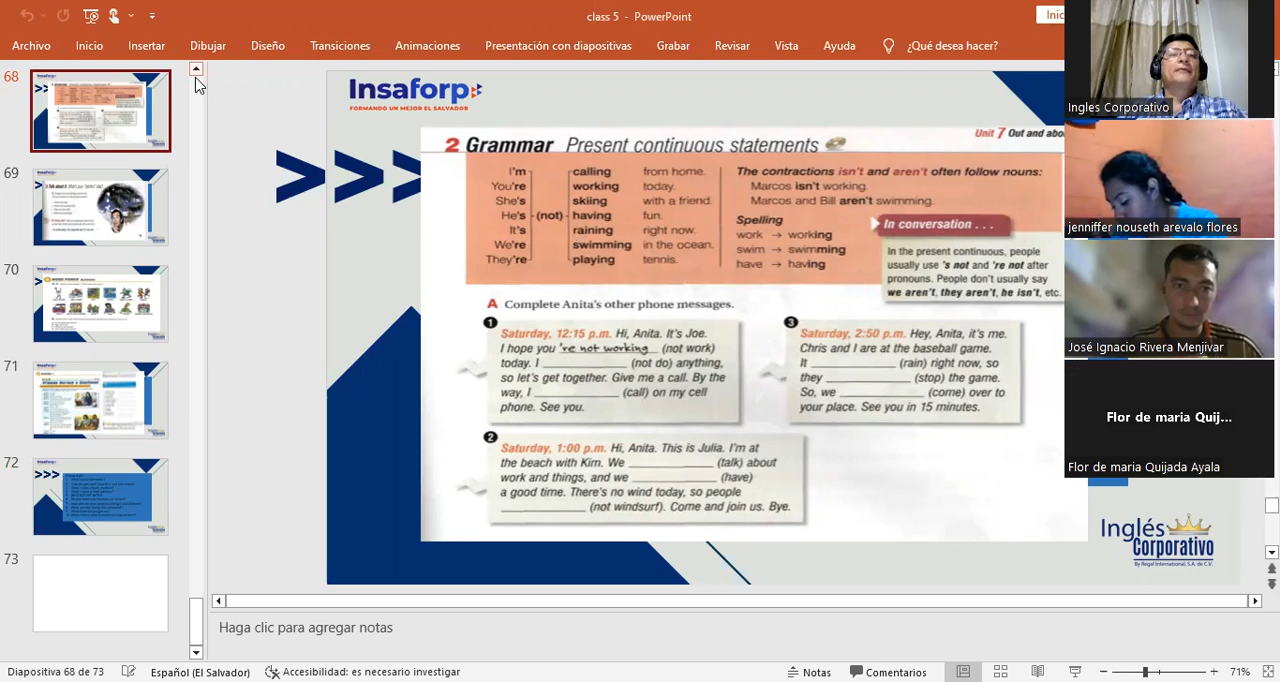 class 5 - PowerPoint
Archivo Inicio Insertar Dibujar Diseño Transiciones Animaciones Presentación con diapositivas Grabar Revisar Vista Ayuda ¿Qué desea hacer?
68
69
70
71
72
73
Insaforp
FORMANDO UN MEJOR EL SALVADOR
Unit 7 Out and
2 Grammar Present continuous statements
I'm calling from home.
You're working today.
She's skiing with a friend.
He's (not) having fun.
It's raining right now.
We're swimming in the ocean.
They're playing tennis.
The contractions isn't and aren't often follow nouns:
Marcos isn't working.
Marcos and Bill aren't swimming.
Spelling
work → working
swim → swimming
have → having
In conversation . . .
In the present continuous, people
usually use 's not and 're not after
pronouns. People don't usually say
we aren't, they aren't, he isn't, etc.
A Complete Anita's other phone messages.
1
Saturday, 12:15 p.m. Hi, Anita. It's Joe.
I hope you 're not working (not work)
today. I ____________ (not do) anything,
so let's get together. Give me a call. By the
way, I ____________ (call) on my cell
phone. See you.
3
Saturday, 2:50 p.m. Hey, Anita, it's me.
Chris and I are at the baseball game.
It ____________ (rain) right now, so
they ____________ (stop) the game.
So, we ____________ (come) over to
your place. See you in 15 minutes.
2
Saturday, 1:00 p.m. Hi, Anita. This is Julia. I'm at
the beach with Kim. We ____________ (talk) about
work and things, and we ____________ (have)
a good time. There's no wind today, so people
____________ (not windsurf). Come and join us. Bye.
Inglés
Corporativo
By Regal International, S.A. de C.V.
Ingles Corporativo
jenniffer nouseth arevalo flores
José Ignacio Rivera Menjivar
Flor de maria Quij...
Flor de maria Quijada Ayala
Haga clic para agregar notas
Diapositiva 68 de 73 Español (El Salvador) Accesibilidad: es necesario investigar Notas Comentarios 71%